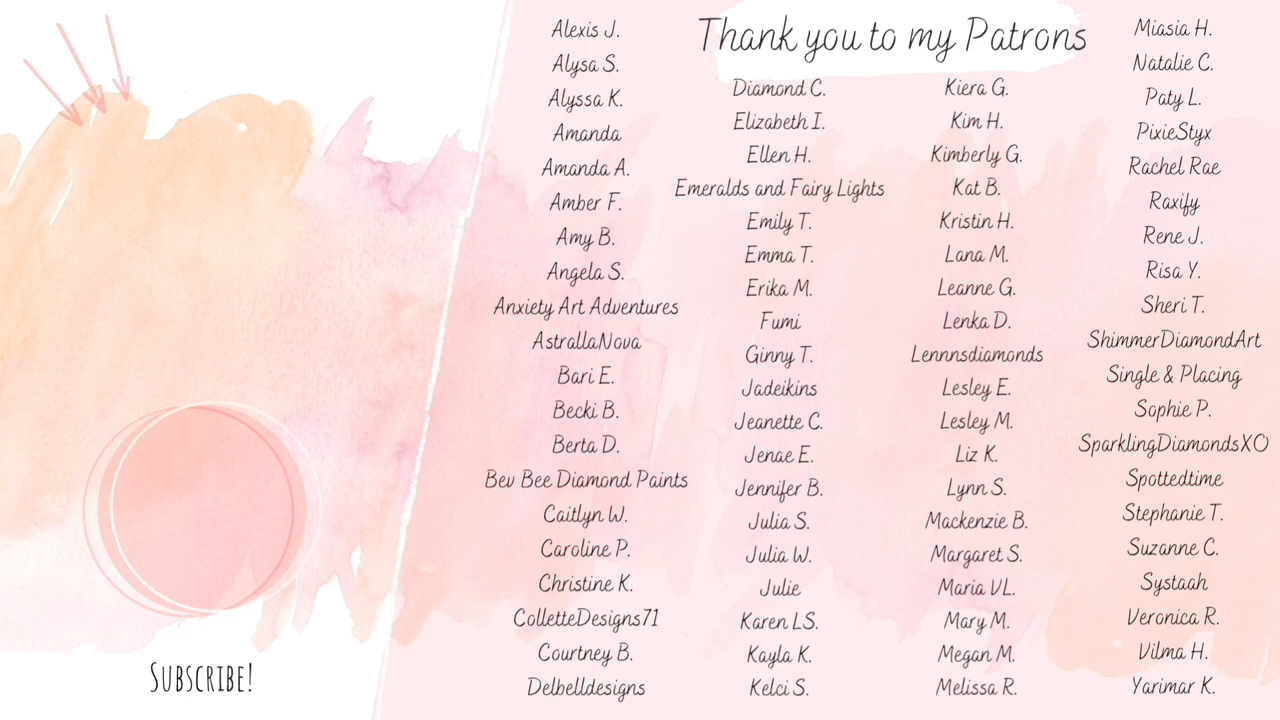 Thank you to my Patrons
Alexis J.
Alysa S.
Alyssa K.
Amanda
Amanda A.
Amber F.
Amy B.
Angela S.
Anxiety Art Adventures
AstrallaNova
Bari E.
Becki B.
Berta D.
Bev Bee Diamond Paints
Caitlyn W.
Caroline P.
Christine K.
ColletteDesigns71
Courtney B.
Delbelldesigns
Diamond C.
Elizabeth I.
Ellen H.
Emeralds and Fairy Lights
Emily T.
Emma T.
Erika M.
Fumi
Ginny T.
Jadeikins
Jeanette C.
Jenae E.
Jennifer B.
Julia S.
Julia W.
Julie
Karen LS.
Kayla K.
Kelci S.
Kiera G.
Kim H.
Kimberly G.
Kat B.
Kristin H.
Lana M.
Leanne G.
Lenka D.
Lennnsdiamonds
Lesley E.
Lesley M.
Liz K.
Lynn S.
Mackenzie B.
Margaret S.
Maria VL.
Mary M.
Megan M.
Melissa R.
Miasia H.
Natalie C.
Paty L.
PixieStyx
Rachel Rae
Raxify
Rene J.
Risa Y.
Sheri T.
ShimmerDiamondArt
Single & Placing
Sophie P.
SparklingDiamondsXO
Spottedtime
Stephanie T.
Suzanne C.
Systaah
Veronica R.
Vilma H.
Yarimar K.
Subscribe!